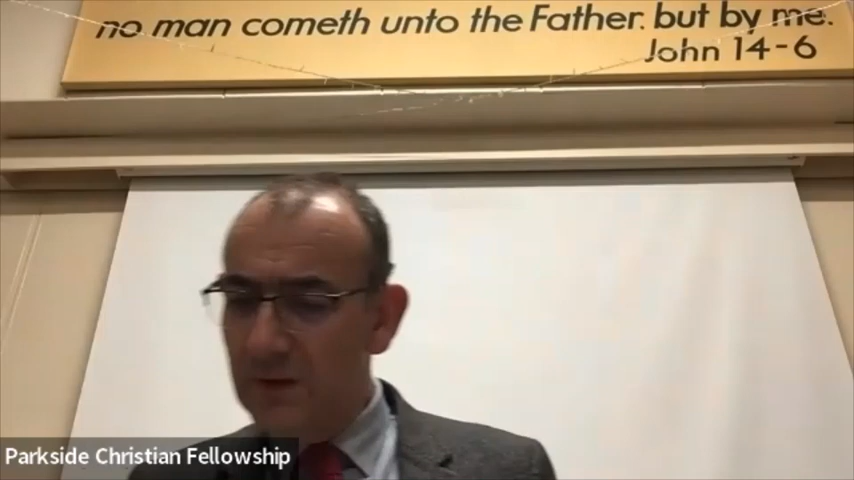 no man cometh unto the Father. but by me.
John 14-6
Parkside Christian Fellowship